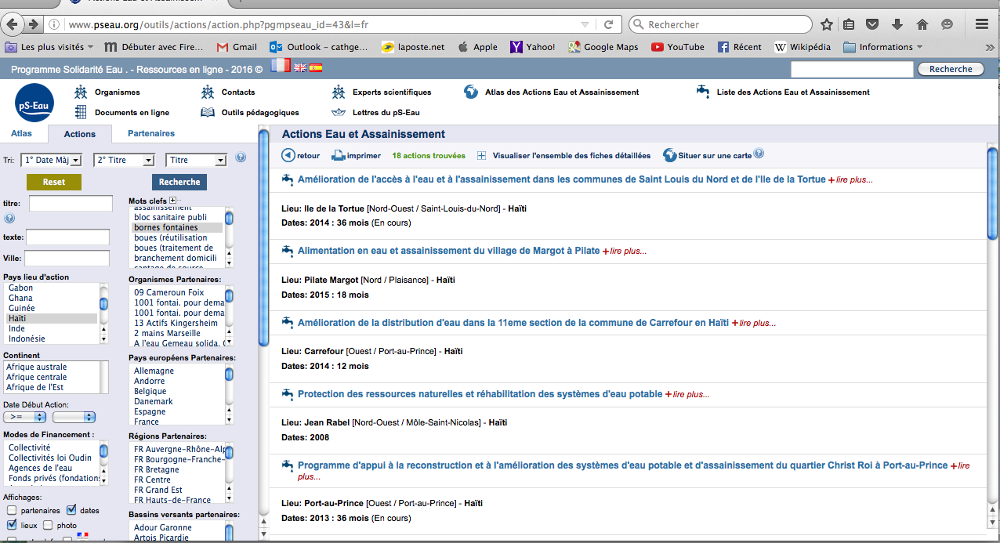 www.pseau.org/outils/actions/action.php?pgmpseau_id=43&l=fr
Rechercher
Les plus visités
Débuter avec Fire...
Gmail
Outlook – cathge...
laposte.net
Apple
Yahoo!
Google Maps
YouTube
Récent
Wikipédia
Informations
Programme Solidarité Eau . - Ressources en ligne - 2016 ©
Recherche
pS-Eau
Organismes
Contacts
Experts scientifiques
Atlas des Actions Eau et Assainissement
Liste des Actions Eau et Assainissement
Documents en ligne
Outils pédagogiques
Lettres du pS-Eau
Atlas
Actions
Partenaires
Tri:
1° Date Màj
2° Titre
Titre
Reset
Recherche
titre:
texte:
Ville:
Pays lieu d'action
Gabon
Ghana
Guinée
Haïti
Inde
Indonésie
Continent
Afrique australe
Afrique centrale
Afrique de l'Est
Date Début Action:
>=
Modes de Financement :
Collectivité
Collectivités loi Oudin
Agences de l'eau
Fonds privés (fondations
Affichages:
partenaires
dates
lieux
photo
Mots clefs
assainissement
bloc sanitaire publi
bornes fontaines
boues (réutilisation
boues (traitement de
branchement domicili
captage de source
Organismes Partenaires:
09 Cameroun Foix
1001 fontai. pour dema
1001 fontai. pour dema
13 Actifs Kingersheim
2 mains Marseille
A l'eau Gemeau solida. (
Pays européens Partenaires:
Allemagne
Andorre
Belgique
Danemark
Espagne
France
Régions Partenaires:
FR Auvergne-Rhône-Alp
FR Bourgogne-Franche-
FR Bretagne
FR Centre
FR Grand Est
FR Hauts-de-France
Bassins versants partenaires:
Adour Garonne
Artois Picardie
Actions Eau et Assainissement
retour
imprimer
18 actions trouvées
Visualiser l'ensemble des fiches détaillées
Situer sur une carte
Amélioration de l'accès à l'eau et à l'assainissement dans les communes de Saint Louis du Nord et de l'Ile de la Tortue +lire plus...
Lieu: Ile de la Tortue [Nord-Ouest / Saint-Louis-du-Nord] - Haïti
Dates: 2014 : 36 mois (En cours)
Alimentation en eau et assainissement du village de Margot à Pilate +lire plus...
Lieu: Pilate Margot [Nord / Plaisance] - Haïti
Dates: 2015 : 18 mois
Amélioration de la distribution d'eau dans la 11eme section de la commune de Carrefour en Haïti +lire plus...
Lieu: Carrefour [Ouest / Port-au-Prince] - Haïti
Dates: 2014 : 12 mois
Protection des ressources naturelles et réhabilitation des systèmes d'eau potable +lire plus...
Lieu: Jean Rabel [Nord-Ouest / Môle-Saint-Nicolas] - Haïti
Dates: 2008
Programme d'appui à la reconstruction et à l'amélioration des systèmes d'eau potable et d'assainissement du quartier Christ Roi à Port-au-Prince +lire
plus...
Lieu: Port-au-Prince [Ouest / Port-au-Prince] - Haïti
Dates: 2013 : 36 mois (En cours)